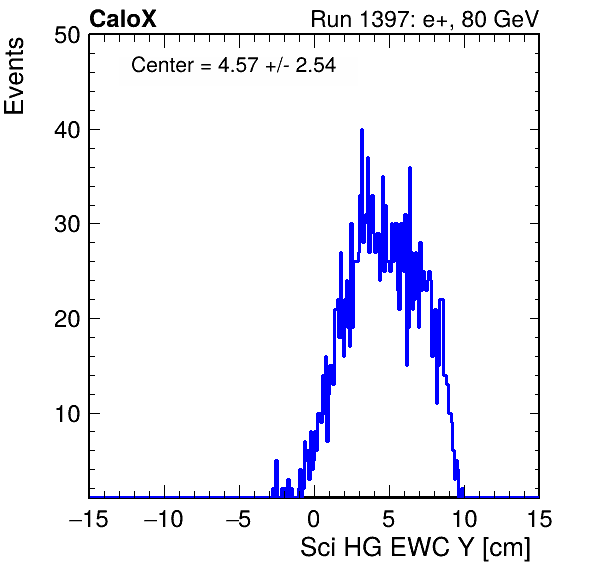 CaloX Run 1397: e+, 80 GeV
Events
Center = 4.57 +/- 2.54
50
40
30
20
10
−15 −10 −5 0 5 10 15
Sci HG EWC Y [cm]